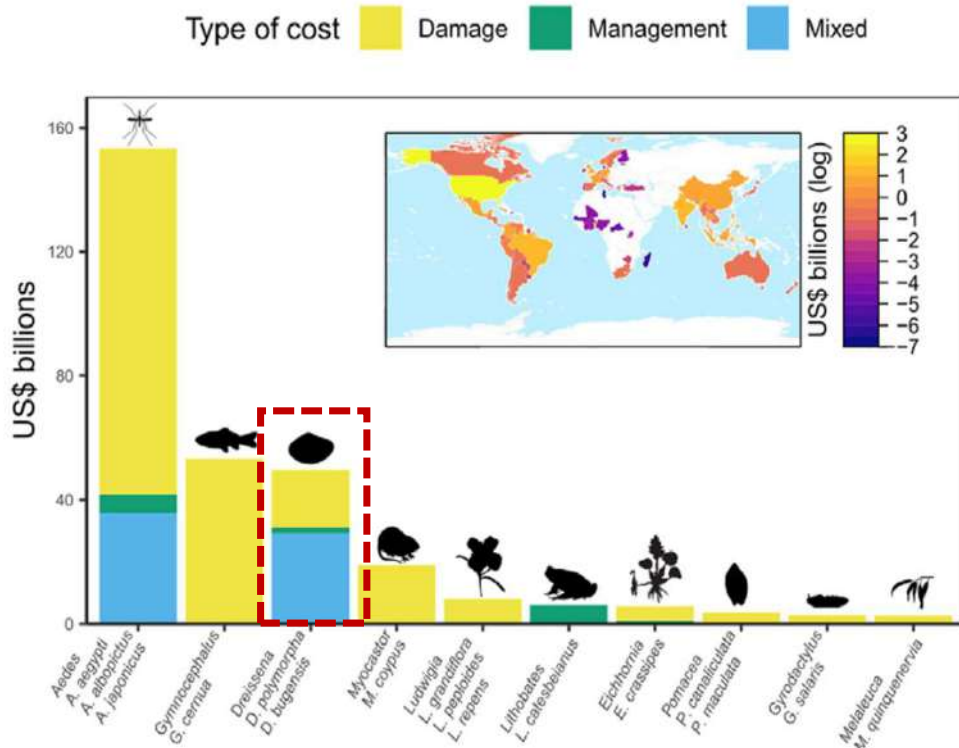 Type of cost Damage Management Mixed
160
120
80
40
0
US$ billions
US$ billions (log)
3
2
1
0
−1
−2
−3
−4
−5
−6
−7
Aedes
A. aegypti
A. albopictus
A. japonicus
Gymnocephalus
G. cernua
Dreissena
D. polymorpha
D. bugensis
Myocastor
M. coypus
Ludwigia
L. grandiflora
L. peploides
L. repens
Lithobates
L. catesbeianus
Eichhornia
E. crassipes
Pomacea
P. canaliculata
P. maculata
Gyrodactylus
G. salaris
Melaleuca
M. quinquenervia